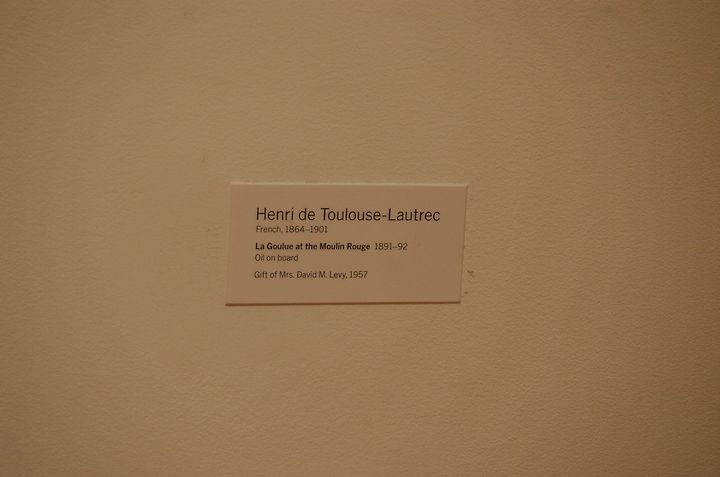 Henri de Toulouse-Lautrec
French, 1864–1901
La Goulue at the Moulin Rouge 1891–92
Oil on board
Gift of Mrs. David M. Levy, 1957